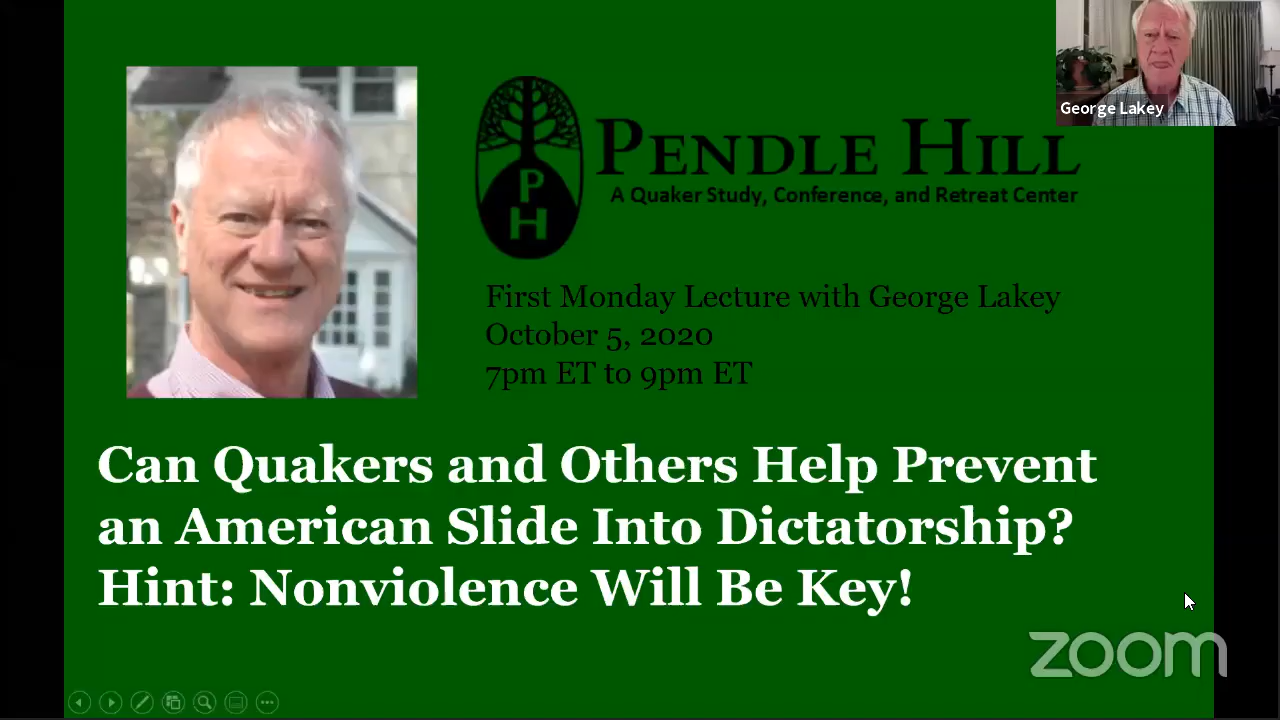 George Lakey
P
H
PENDLE HILL
A Quaker Study, Conference, and Retreat Center
First Monday Lecture with George Lakey
October 5, 2020
7pm ET to 9pm ET
Can Quakers and Others Help Prevent
an American Slide Into Dictatorship?
Hint: Nonviolence Will Be Key!
zoom